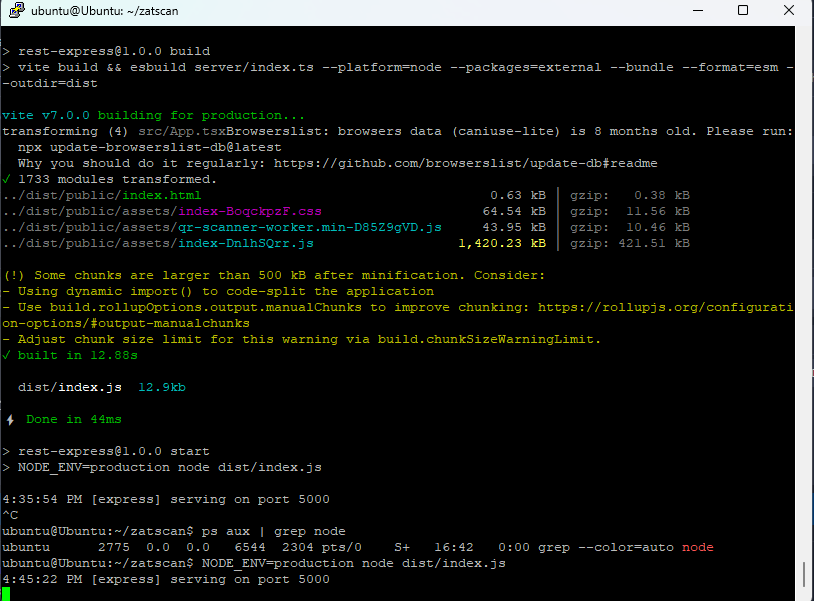 ubuntu@Ubuntu: ~/zatscan
> rest-express@1.0.0 build
> vite build && esbuild server/index.ts --platform=node --packages=external --bundle --format=esm -
-outdir=dist
vite v7.0.0 building for production...
transforming (4) src/App.tsxBrowserslist: browsers data (caniuse-lite) is 8 months old. Please run:
npx update-browserslist-db@latest
Why you should do it regularly: https://github.com/browserslist/update-db#readme
✓ 1733 modules transformed.
../dist/public/index.html 0.63 kB │ gzip: 0.38 kB
../dist/public/assets/index-BoqckpzF.css 64.54 kB │ gzip: 11.56 kB
../dist/public/assets/qr-scanner-worker.min-D85Z9gVD.js 43.95 kB │ gzip: 10.46 kB
../dist/public/assets/index-DnlhSQrr.js 1,420.23 kB │ gzip: 421.51 kB
(!) Some chunks are larger than 500 kB after minification. Consider:
- Using dynamic import() to code-split the application
- Use build.rollupOptions.output.manualChunks to improve chunking: https://rollupjs.org/configurati
on-options/#output-manualchunks
- Adjust chunk size limit for this warning via build.chunkSizeWarningLimit.
✓ built in 12.88s
dist/index.js 12.9kb
⚡ Done in 44ms
> rest-express@1.0.0 start
> NODE_ENV=production node dist/index.js
4:35:54 PM [express] serving on port 5000
^C
ubuntu@Ubuntu:~/zatscan$ ps aux | grep node
ubuntu 2775 0.0 0.0 6544 2304 pts/0 S+ 16:42 0:00 grep --color=auto node
ubuntu@Ubuntu:~/zatscan$ NODE_ENV=production node dist/index.js
4:45:22 PM [express] serving on port 5000